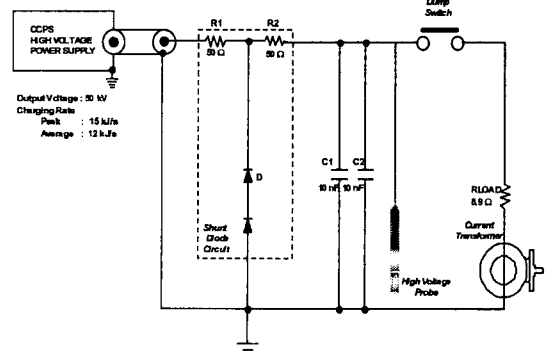 Dump
Switch
CCPS
HIGH VOLTAGE
POWER SUPPLY
R1
R2
50 Ω
50 Ω
Output Voltage : 50 kV
Charging Rate
Peak : 15 kJ/s
Average : 12 kJ/s
D
C1
C2
10 nF
10 nF
RLOAD
8.9 Ω
Shunt
Diode
Circuit
Current
Transformer
High Voltage
Probe